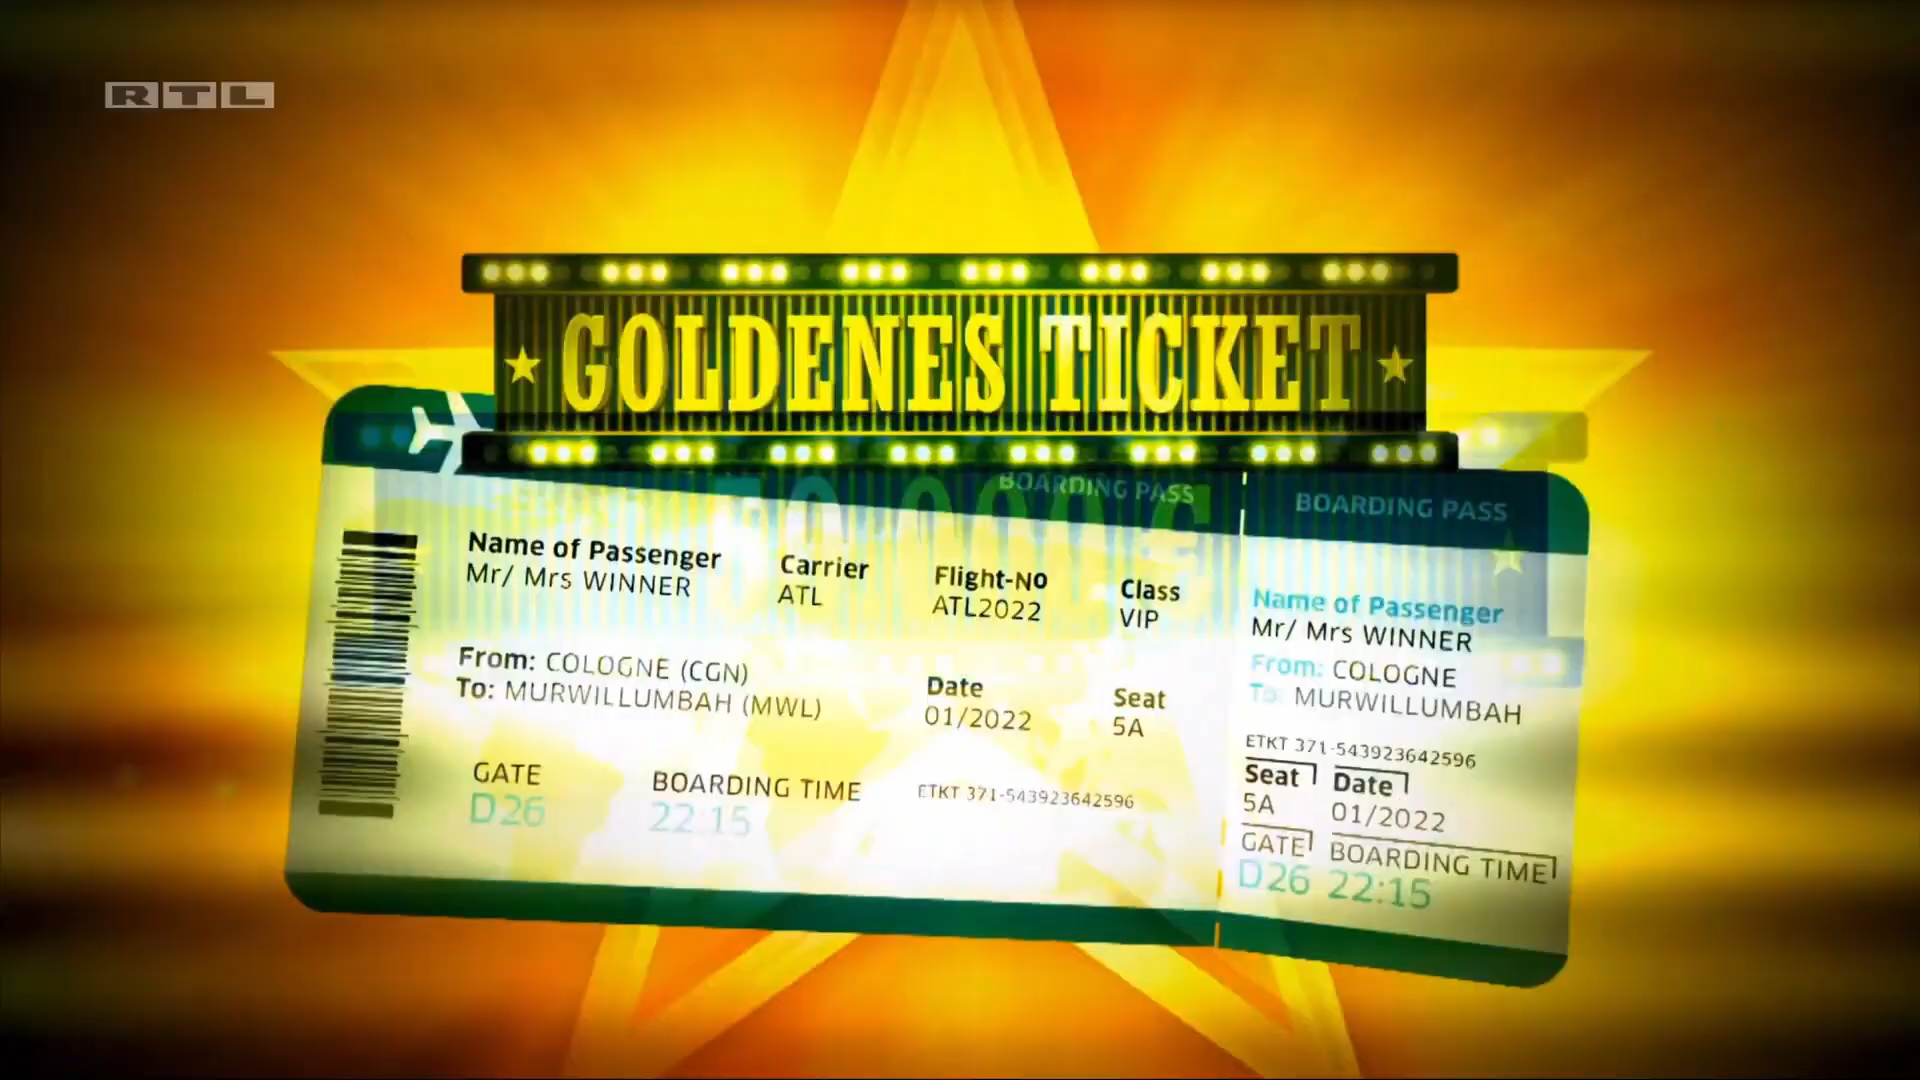 RTL
GOLDENES TICKET
BOARDING PASS
Name of Passenger
Mr/ Mrs WINNER
Carrier
ATL
Flight-No
ATL2022
Class
VIP
From: COLOGNE (CGN)
To: MURWILLUMBAH (MWL)
Date
01/2022
Seat
5A
GATE
D26
BOARDING TIME
22:15
ETKT 371-543923642596
BOARDING PASS
Name of Passenger
Mr/ Mrs WINNER
From: COLOGNE
To: MURWILLUMBAH
ETKT 371-543923642596
Seat Date
5A 01/2022
GATE BOARDING TIME
D26 22:15